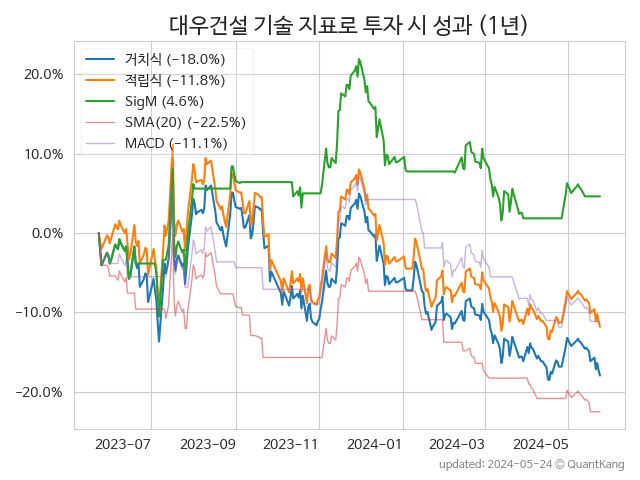 대우건설 기술 지표로 투자 시 성과 (1년)
거치식 (−18.0%)
적립식 (−11.8%)
SigM (4.6%)
SMA(20) (−22.5%)
MACD (−11.1%)
20.0%
10.0%
0.0%
−10.0%
−20.0%
2023-07 2023-09 2023-11 2024-01 2024-03 2024-05
updated: 2024-05-24 © QuantKang